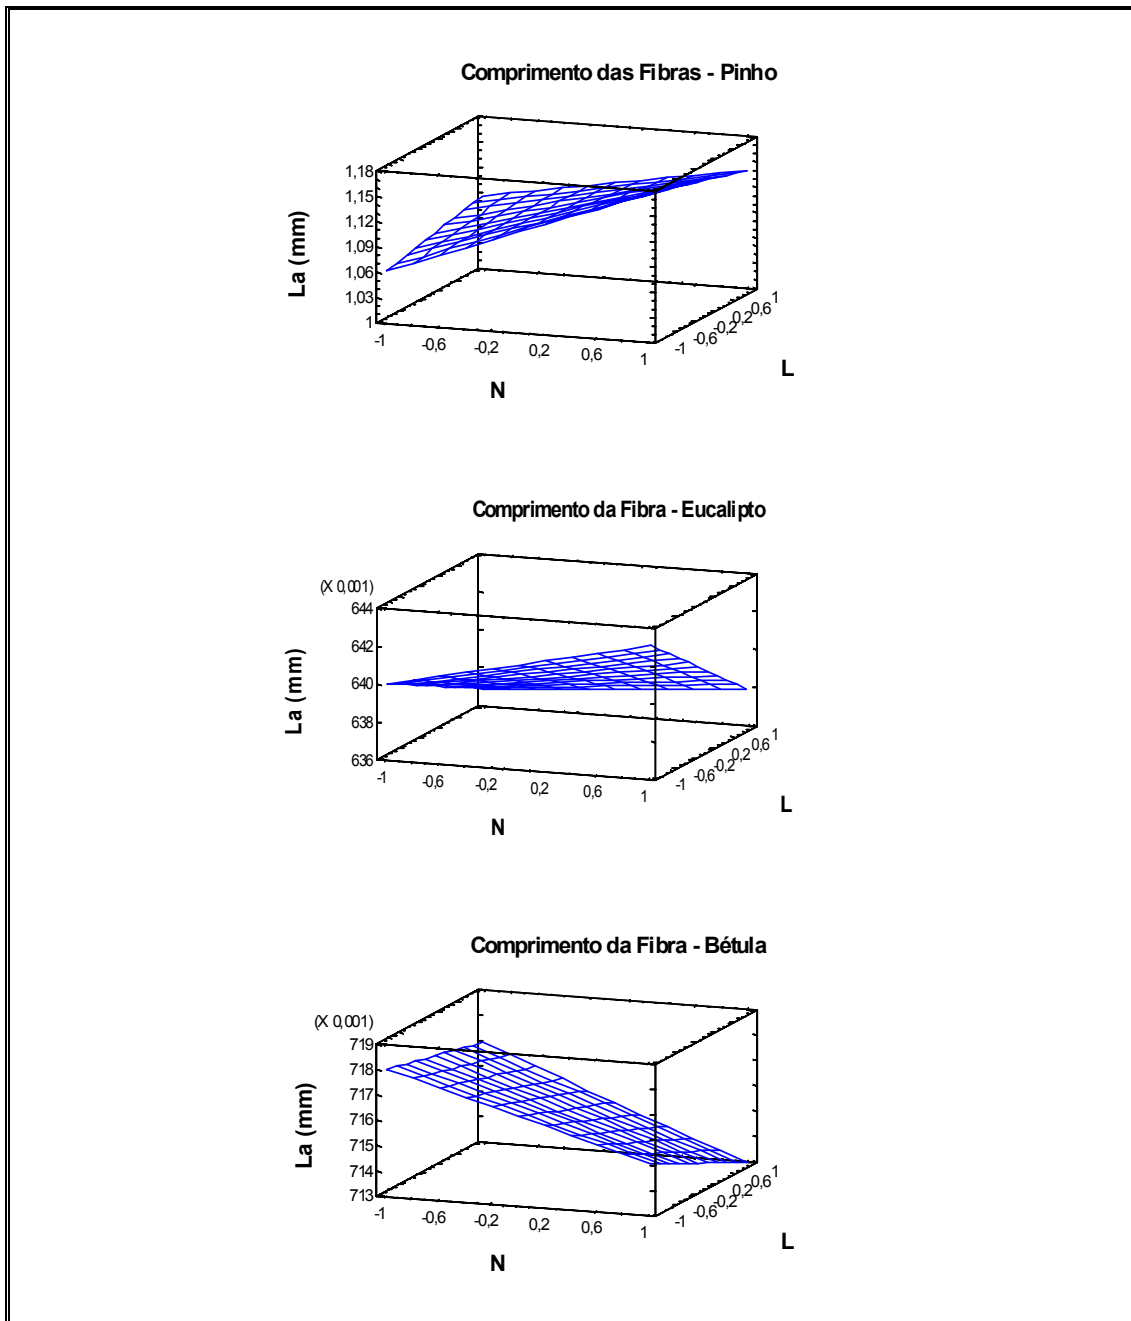 Comprimento das Fibras - Pinho
La (mm)
1,18
1,15
1,12
1,09
1,06
1,03
1
-1 -0,6 -0,2 0,2 0,6 1
N
-1 -0,6 -0,2 0,2 0,6 1
L
Comprimento da Fibra - Eucalipto
(X 0,001)
La (mm)
644
642
640
638
636
-1 -0,6 -0,2 0,2 0,6 1
N
-1 -0,6 -0,2 0,2 0,6 1
L
Comprimento da Fibra - Bétula
(X 0,001)
La (mm)
719
718
717
716
715
714
713
-1 -0,6 -0,2 0,2 0,6 1
N
-1 -0,6 -0,2 0,2 0,6 1
L